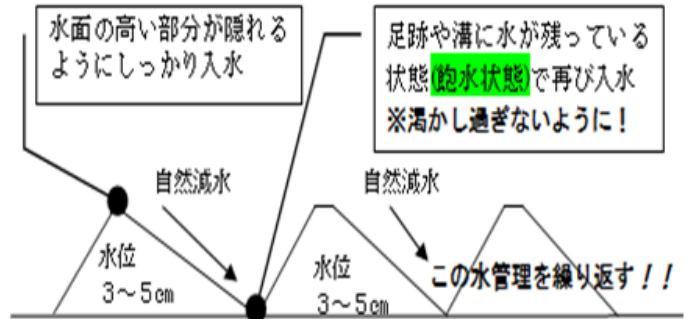 水面の高い部分が隠れる
ようにしっかり入水
足跡や溝に水が残っている
状態(飽水状態)で再び入水
※渇かし過ぎないように！
自然減水
自然減水
水位
3～5cm
水位
3～5cm
この水管理を繰り返す！！